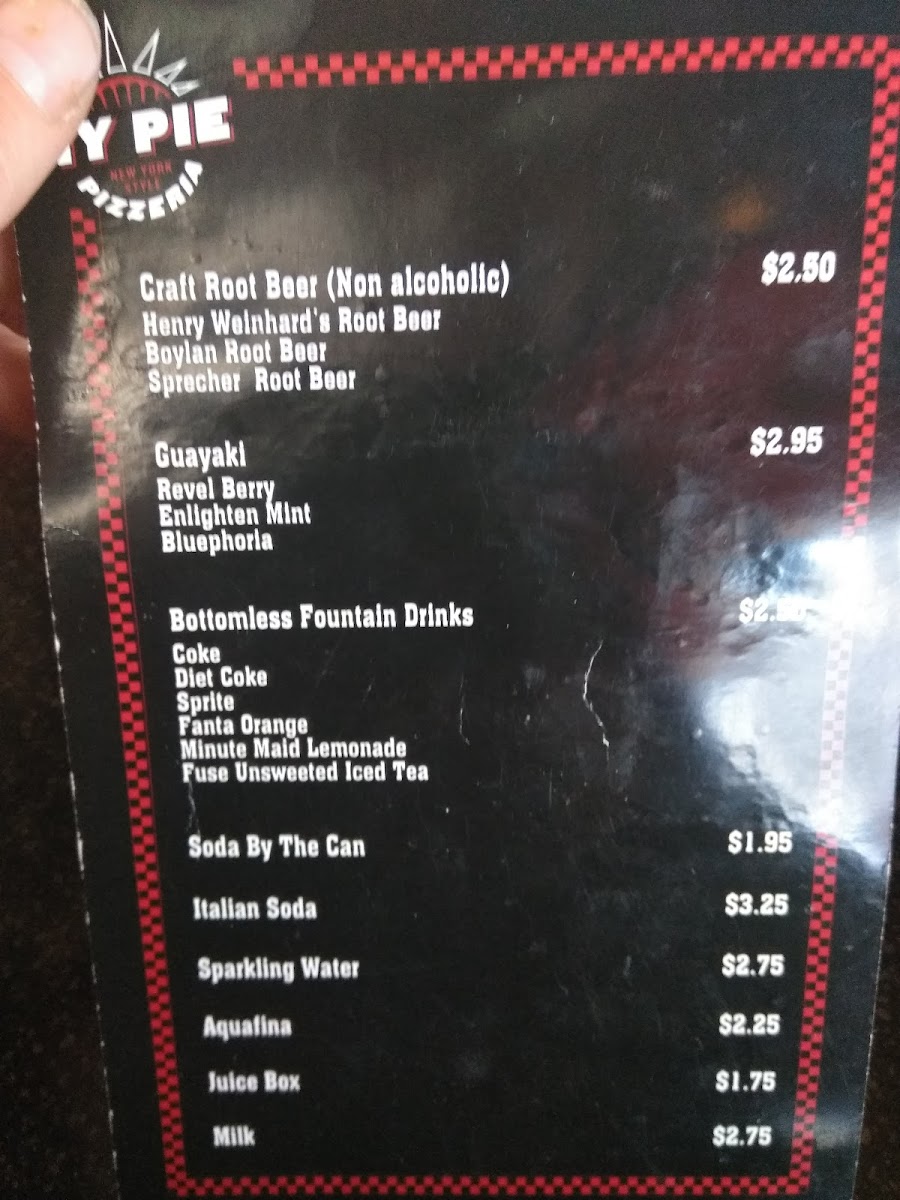 Y PIE
NEW YORK
STYLE
PIZZERIA
Craft Root Beer (Non alcoholic) $2.50
Henry Weinhard's Root Beer
Boylan Root Beer
Sprecher Root Beer
Guayaki $2.95
Revel Berry
Enlighten Mint
Bluephoria
Bottomless Fountain Drinks
Coke
Diet Coke
Sprite
Fanta Orange
Minute Maid Lemonade
Fuse Unsweeted Iced Tea
Soda By The Can $1.95
Italian Soda $3.25
Sparkling Water $2.75
Aquafina $2.25
Juice Box $1.75
Milk $2.75